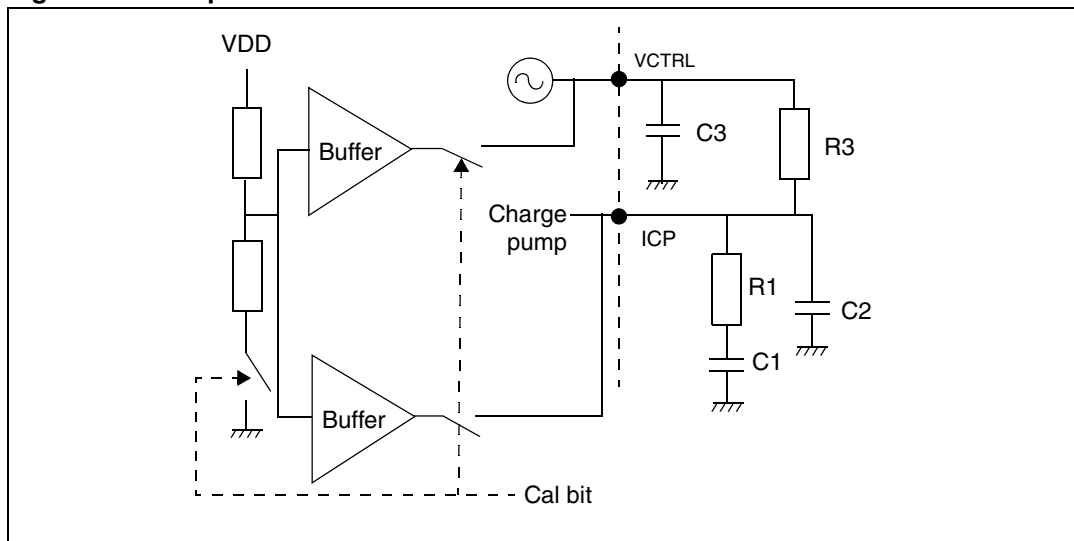 VDD
VCTRL
Buffer
C3
R3
Charge
pump
ICP
R1
C2
C1
Buffer
Cal bit